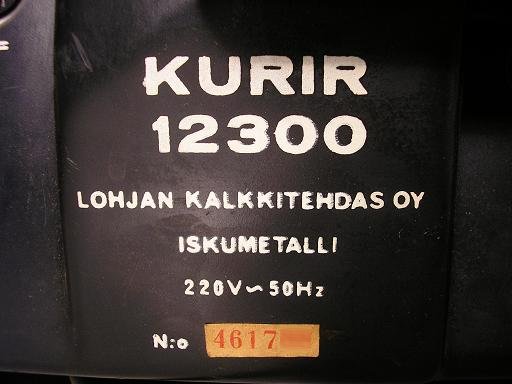 KURIR
12300
LOHJAN KALKKITEHDAS OY
ISKUMETALLI
220V~50Hz
N:o 4617